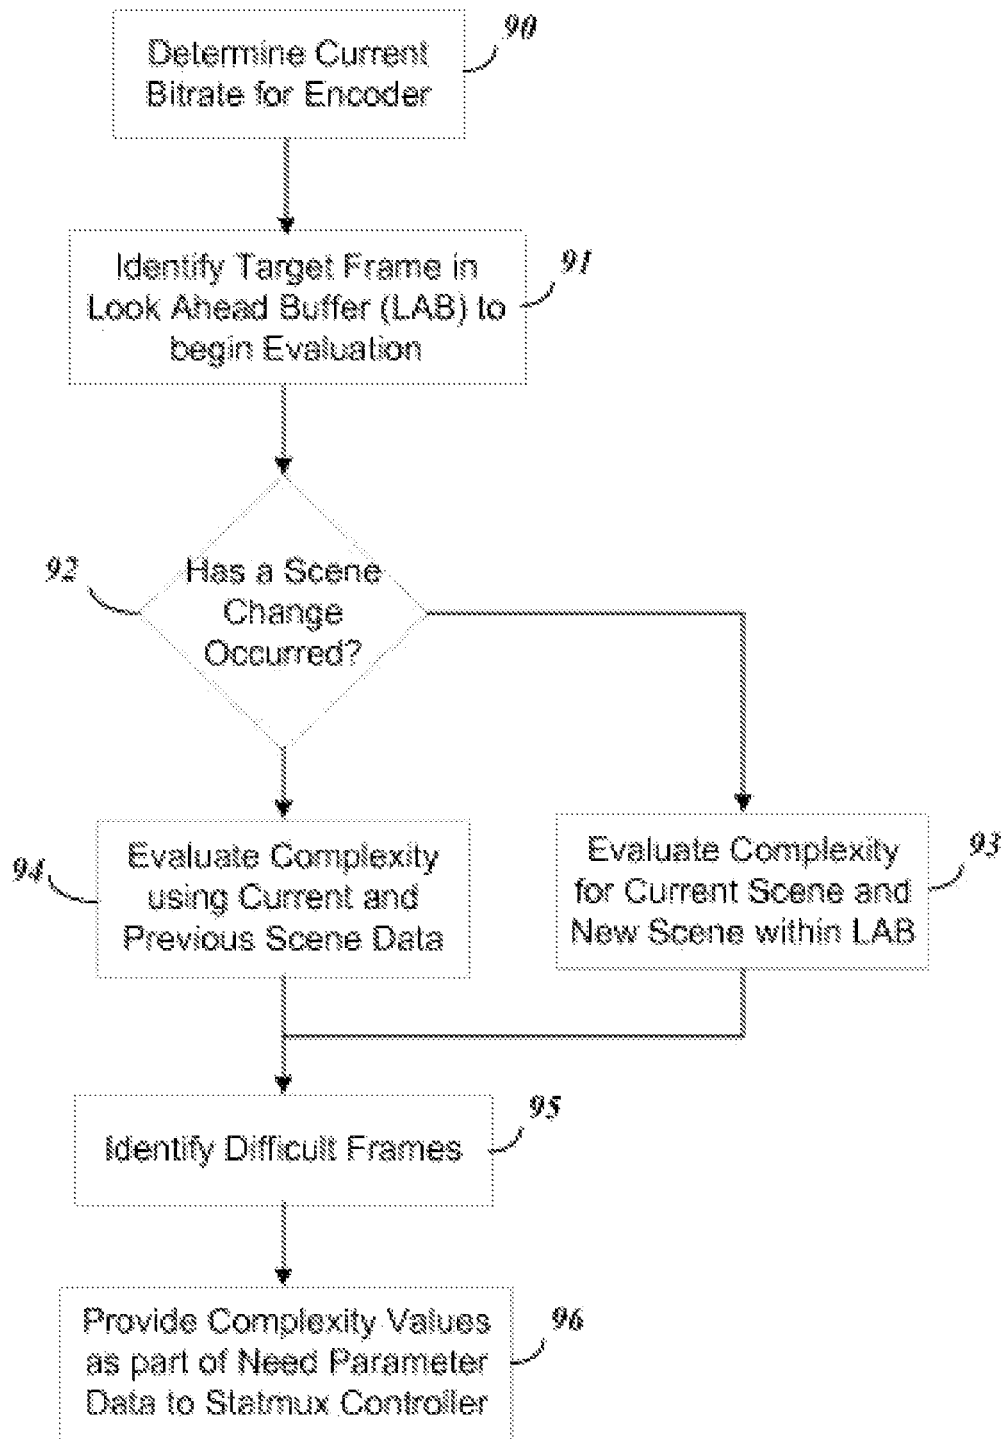 90
Determine Current
Bitrate for Encoder
91
Identify Target Frame in
Look Ahead Buffer (LAB) to
begin Evaluation
92
Has a Scene
Change
Occurred?
94
Evaluate Complexity
using Current and
Previous Scene Data
93
Evaluate Complexity
for Current Scene and
New Scene within LAB
95
Identify Difficult Frames
96
Provide Complexity Values
as part of Need Parameter
Data to Statmux Controller